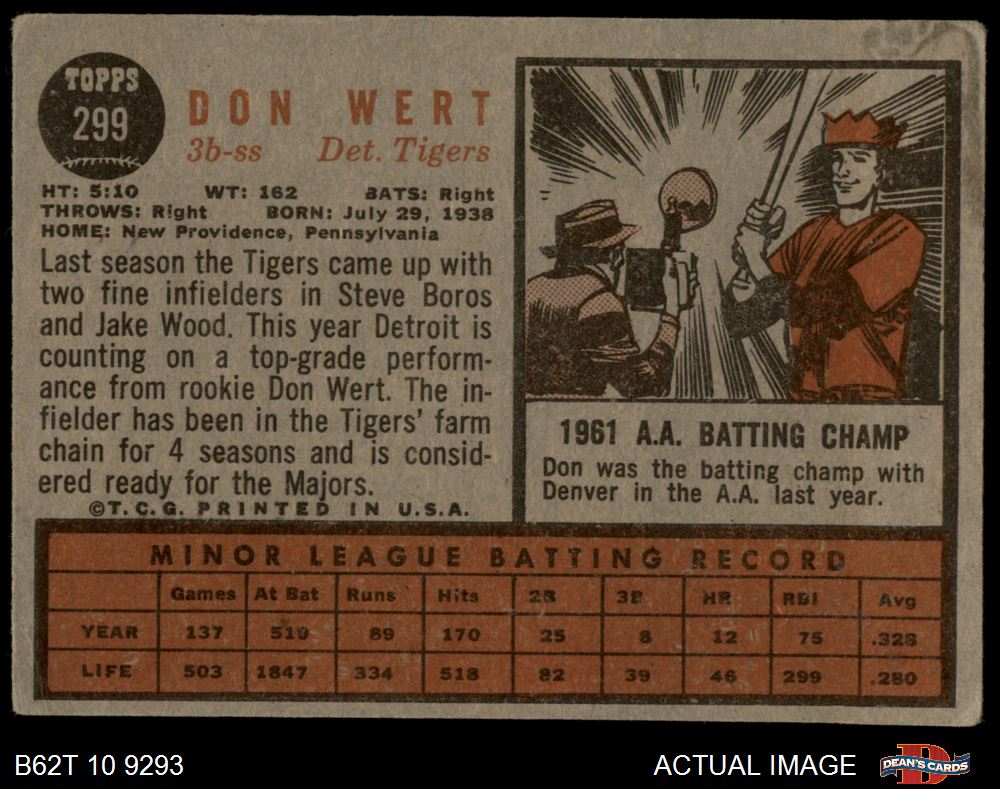 TOPPS
299
DON WERT
3b-ss Det. Tigers
HT: 5:10 WT: 162 BATS: Right
THROWS: Right BORN: July 29, 1938
HOME: New Providence, Pennsylvania
Last season the Tigers came up with
two fine infielders in Steve Boros
and Jake Wood. This year Detroit is
counting on a top-grade perform-
ance from rookie Don Wert. The in-
fielder has been in the Tigers' farm
chain for 4 seasons and is consid-
ered ready for the Majors.
©T.C.G. PRINTED IN U.S.A.
1961 A.A. BATTING CHAMP
Don was the batting champ with
Denver in the A.A. last year.
MINOR LEAGUE BATTING RECORD
Games At Bat Runs Hits 2B 3B HR RBI Avg
YEAR 137 519 89 170 25 8 12 75 .328
LIFE 503 1847 334 518 82 39 46 299 .280
B62T 10 9293 ACTUAL IMAGE DEAN'S CARDS